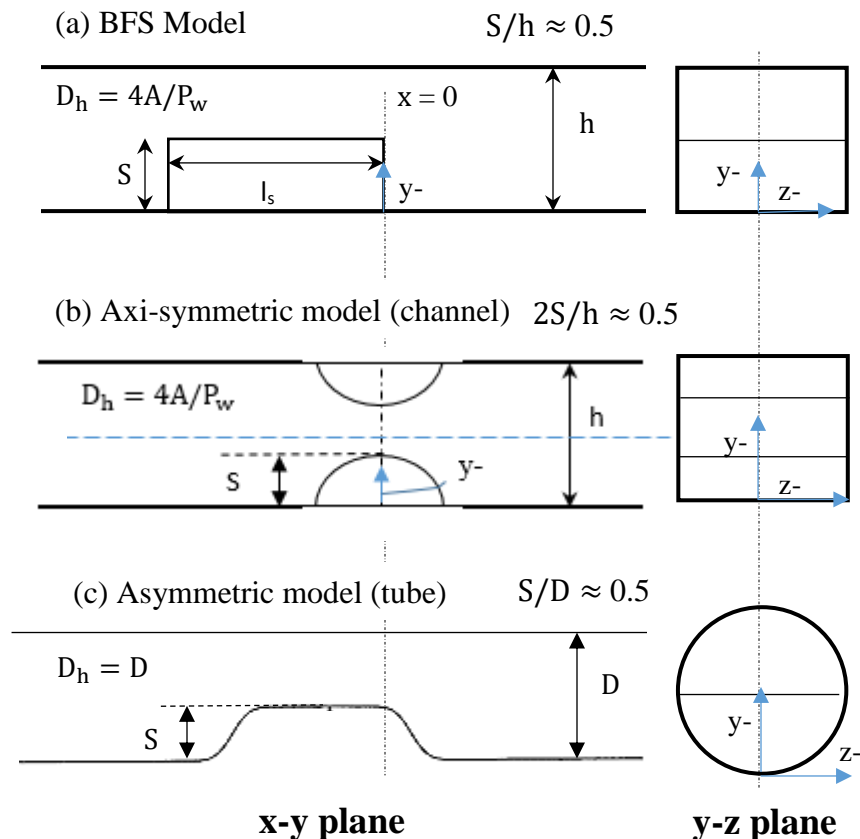 (a) BFS Model S/h ≈ 0.5
D_h = 4A/P_w x = 0
h
S
l_s y-
y-
z-
(b) Axi-symmetric model (channel) 2S/h ≈ 0.5
D_h = 4A/P_w
h
S y-
y-
z-
(c) Asymmetric model (tube) S/D ≈ 0.5
D_h = D
D
S
y-
z-
x-y plane y-z plane